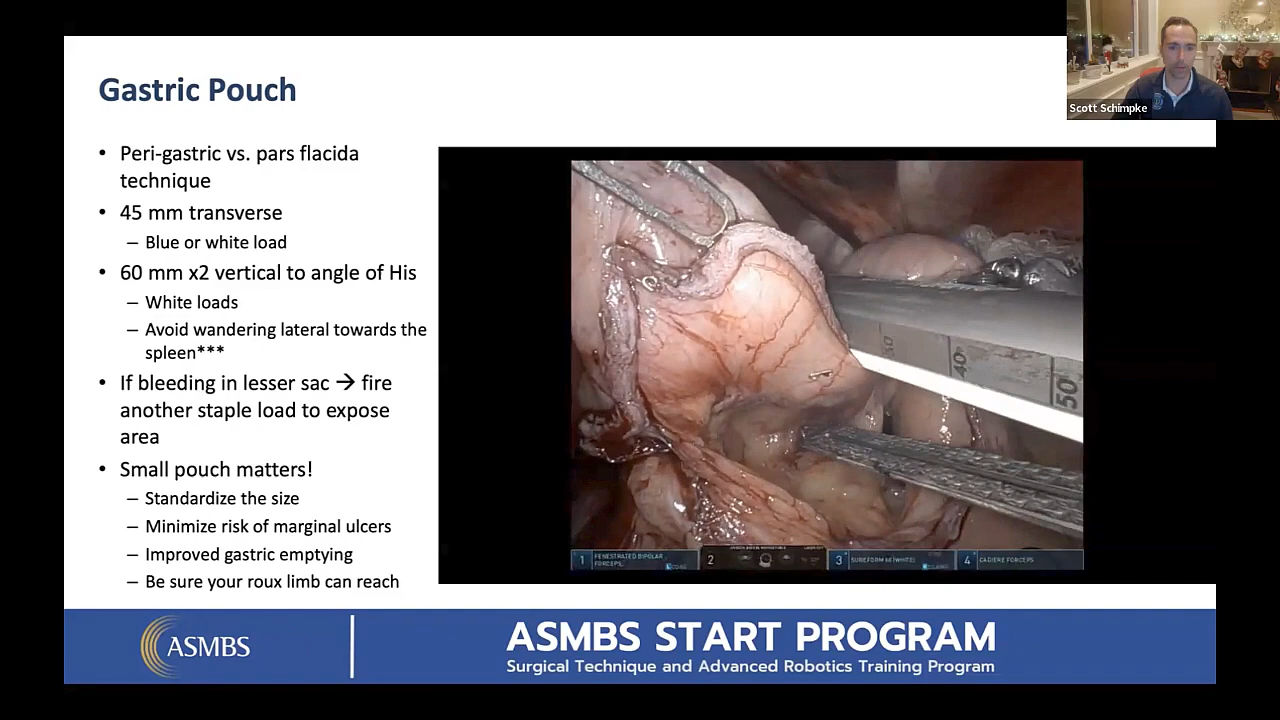 Scott Schimpke
Gastric Pouch
• Peri-gastric vs. pars flacida
technique
• 45 mm transverse
– Blue or white load
• 60 mm x2 vertical to angle of His
– White loads
– Avoid wandering lateral towards the
spleen***
• If bleeding in lesser sac → fire
another staple load to expose
area
• Small pouch matters!
– Standardize the size
– Minimize risk of marginal ulcers
– Improved gastric emptying
– Be sure your roux limb can reach
40
50
1 FENESTRATED BIPOLAR
FORCEPS
2
3 SUREFORM 60 (WHITE)
4 CADIERE FORCEPS
ASMBS
ASMBS START PROGRAM
Surgical Technique and Advanced Robotics Training Program